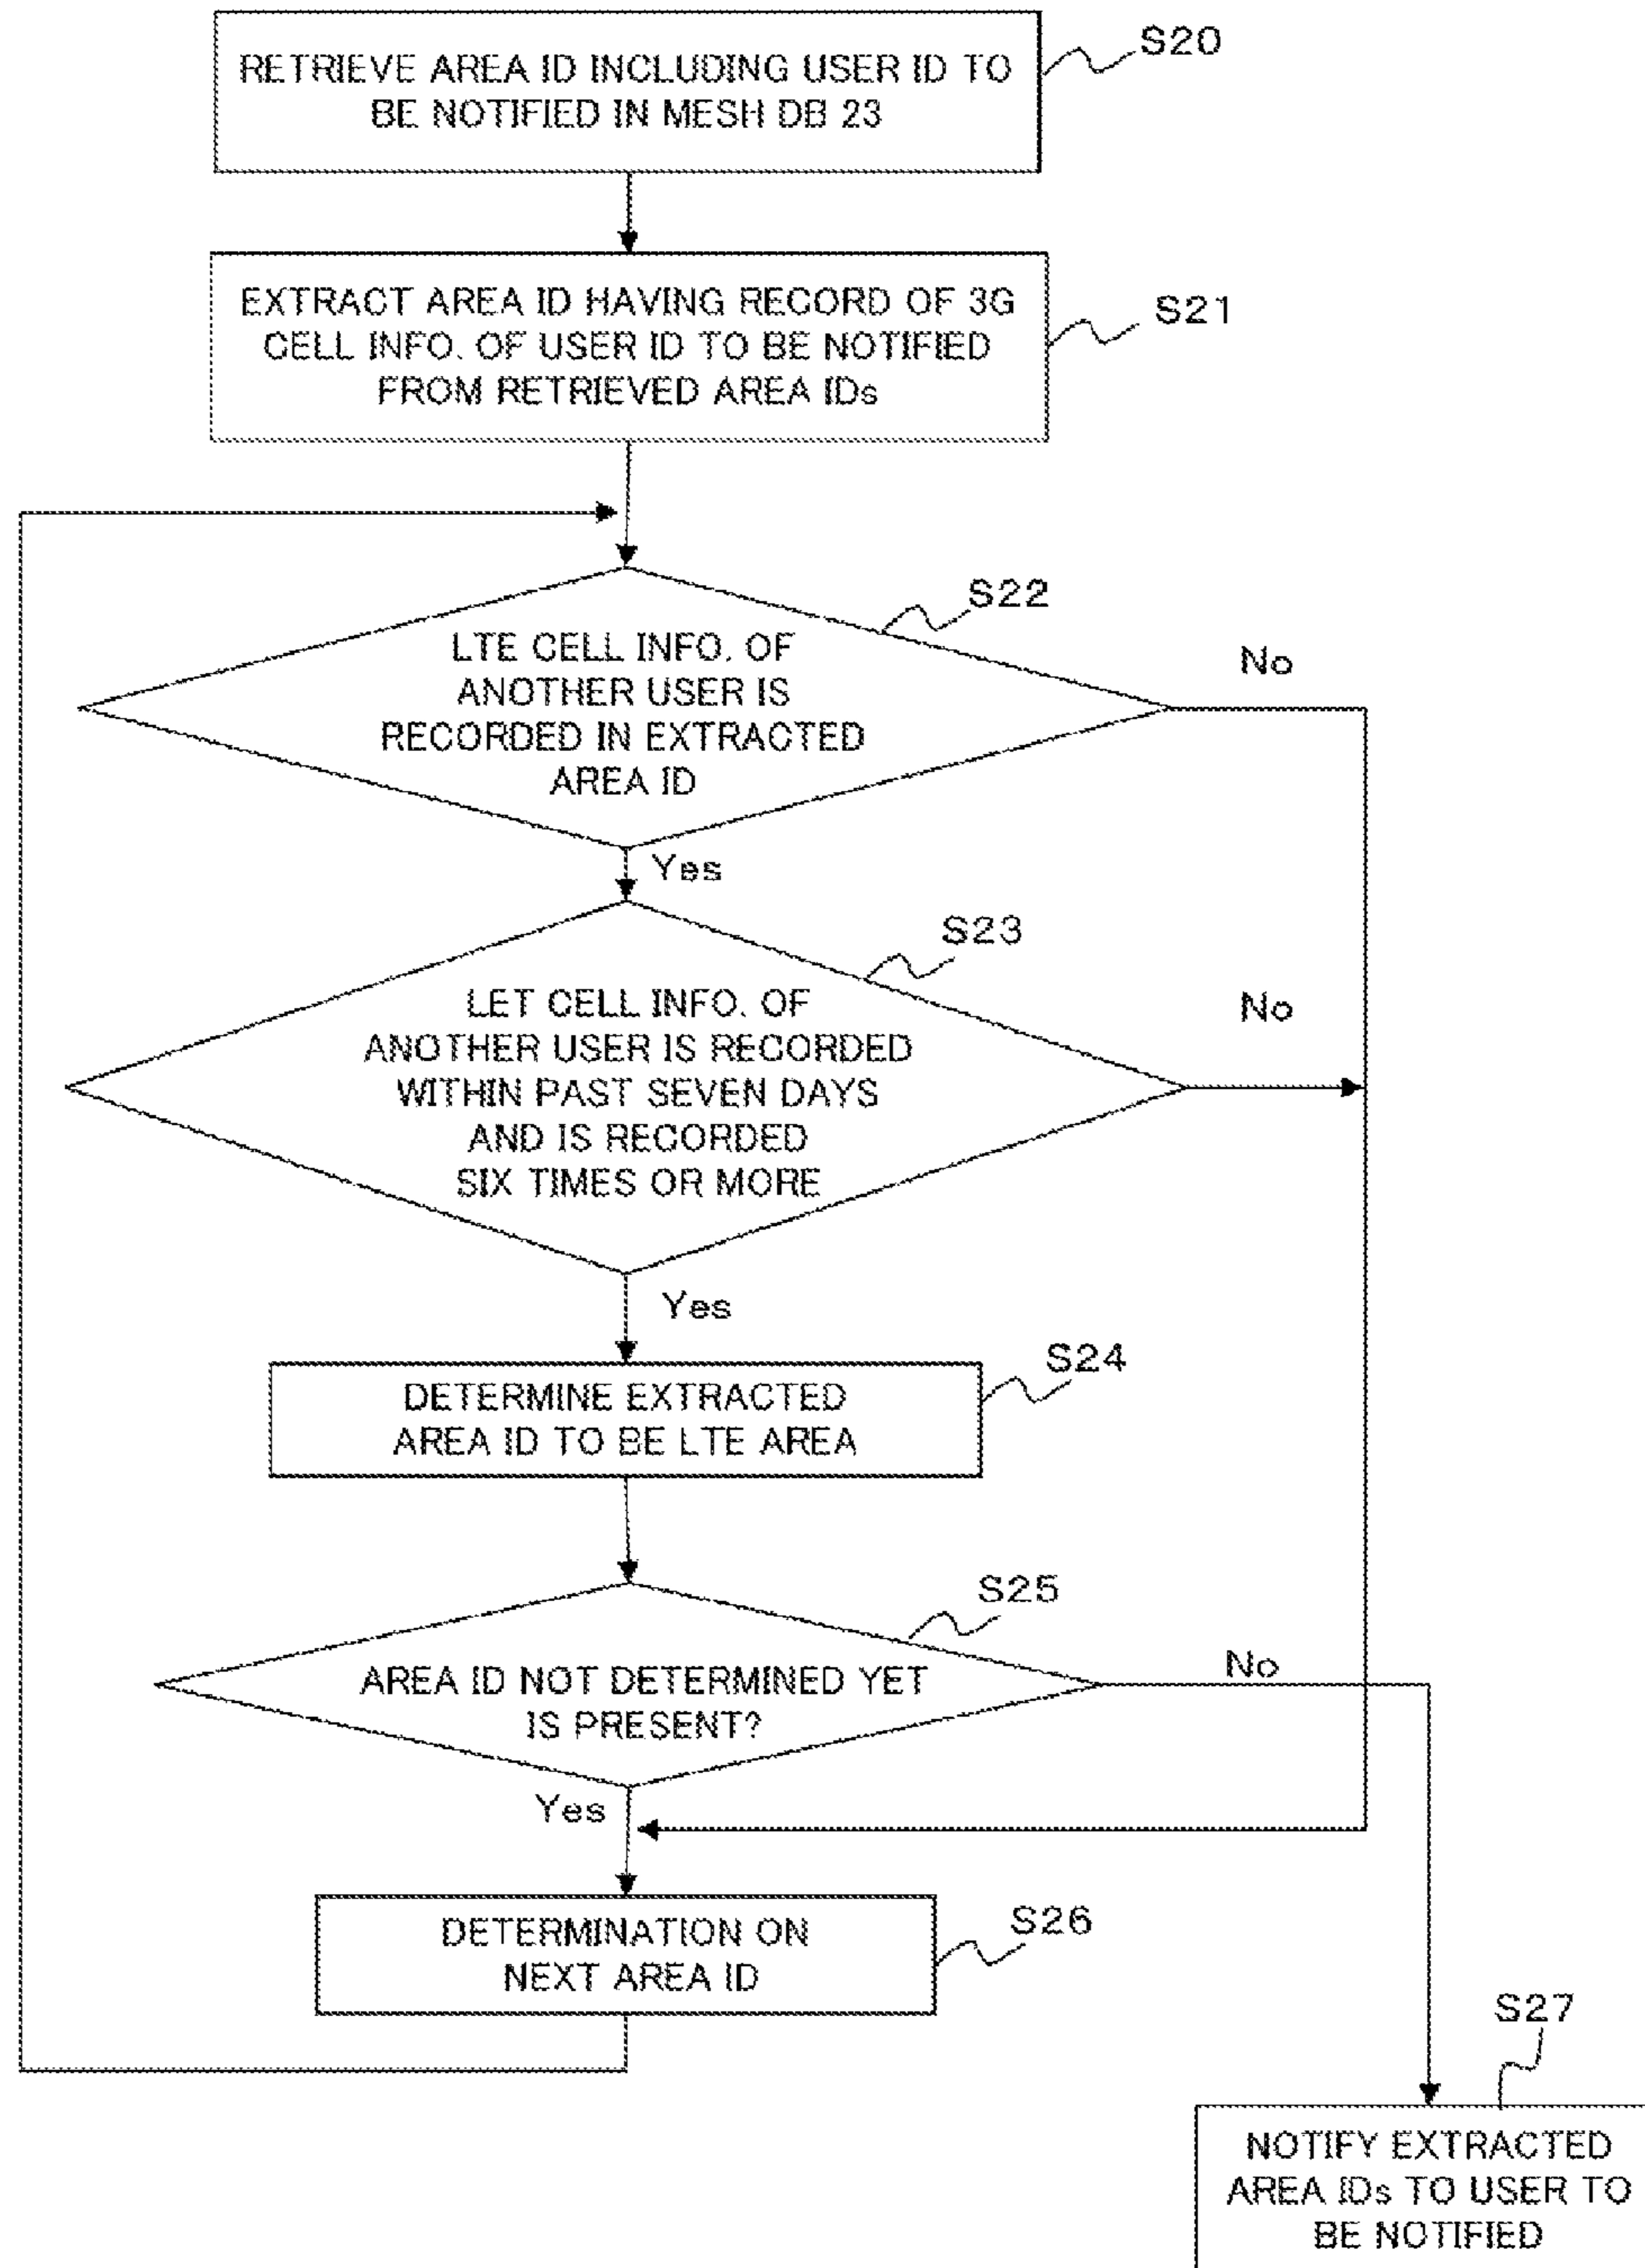 RETRIEVE AREA ID INCLUDING USER ID TO
BE NOTIFIED IN MESH DB 23
S20
EXTRACT AREA ID HAVING RECORD OF 3G
CELL INFO. OF USER ID TO BE NOTIFIED
FROM RETRIEVED AREA IDs
S21
LTE CELL INFO. OF
ANOTHER USER IS
RECORDED IN EXTRACTED
AREA ID
S22
No
Yes
LET CELL INFO. OF
ANOTHER USER IS RECORDED
WITHIN PAST SEVEN DAYS
AND IS RECORDED
SIX TIMES OR MORE
S23
No
Yes
DETERMINE EXTRACTED
AREA ID TO BE LTE AREA
S24
AREA ID NOT DETERMINED YET
IS PRESENT?
S25
No
Yes
DETERMINATION ON
NEXT AREA ID
S26
S27
NOTIFY EXTRACTED
AREA IDs TO USER TO
BE NOTIFIED